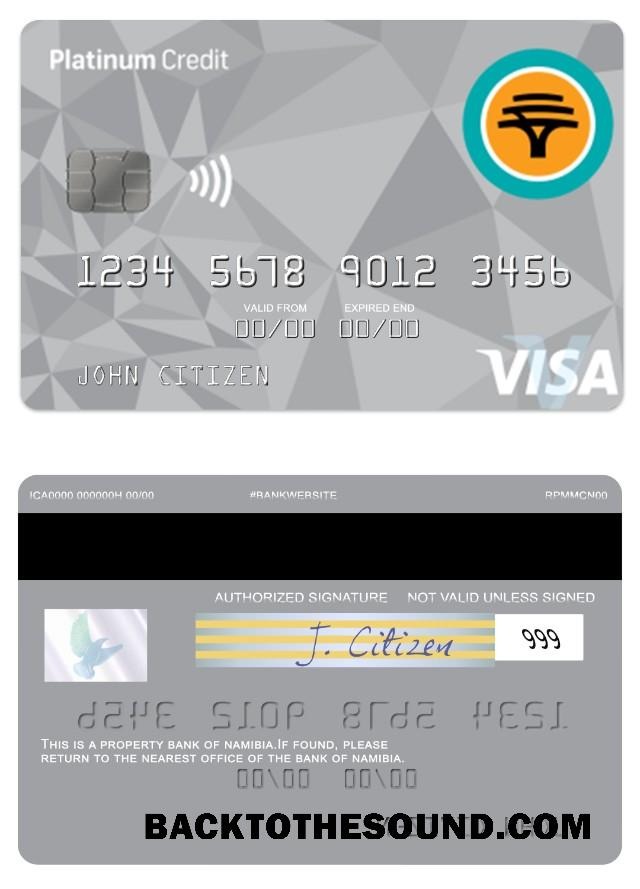 Platinum Credit
1234 5678 9012 3456
VALID FROM EXPIRED END
00/00 00/00
JOHN CITIZEN
VISA
ICA0000 000000H 00/00 #BANKWEBSITE RPMMCN00
AUTHORIZED SIGNATURE NOT VALID UNLESS SIGNED
J. Citizen 999
THIS IS A PROPERTY BANK OF NAMIBIA.IF FOUND, PLEASE
RETURN TO THE NEAREST OFFICE OF THE BANK OF NAMIBIA.
BACKTOTHESOUND.COM